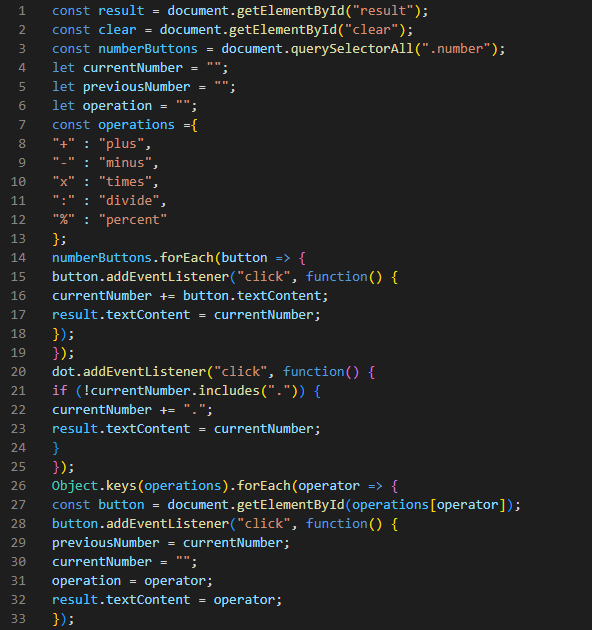 1 const result = document.getElementById("result");
2 const clear = document.getElementById("clear");
3 const numberButtons = document.querySelectorAll(".number");
4 let currentNumber = "";
5 let previousNumber = "";
6 let operation = "";
7 const operations ={
8 "+" : "plus",
9 "-" : "minus",
10 "x" : "times",
11 ":" : "divide",
12 "%" : "percent"
13 };
14 numberButtons.forEach(button => {
15 button.addEventListener("click", function() {
16 currentNumber += button.textContent;
17 result.textContent = currentNumber;
18 });
19 });
20 dot.addEventListener("click", function() {
21 if (!currentNumber.includes(".")) {
22 currentNumber += ".";
23 result.textContent = currentNumber;
24 }
25 });
26 Object.keys(operations).forEach(operator => {
27 const button = document.getElementById(operations[operator]);
28 button.addEventListener("click", function() {
29 previousNumber = currentNumber;
30 currentNumber = "";
31 operation = operator;
32 result.textContent = operator;
33 });